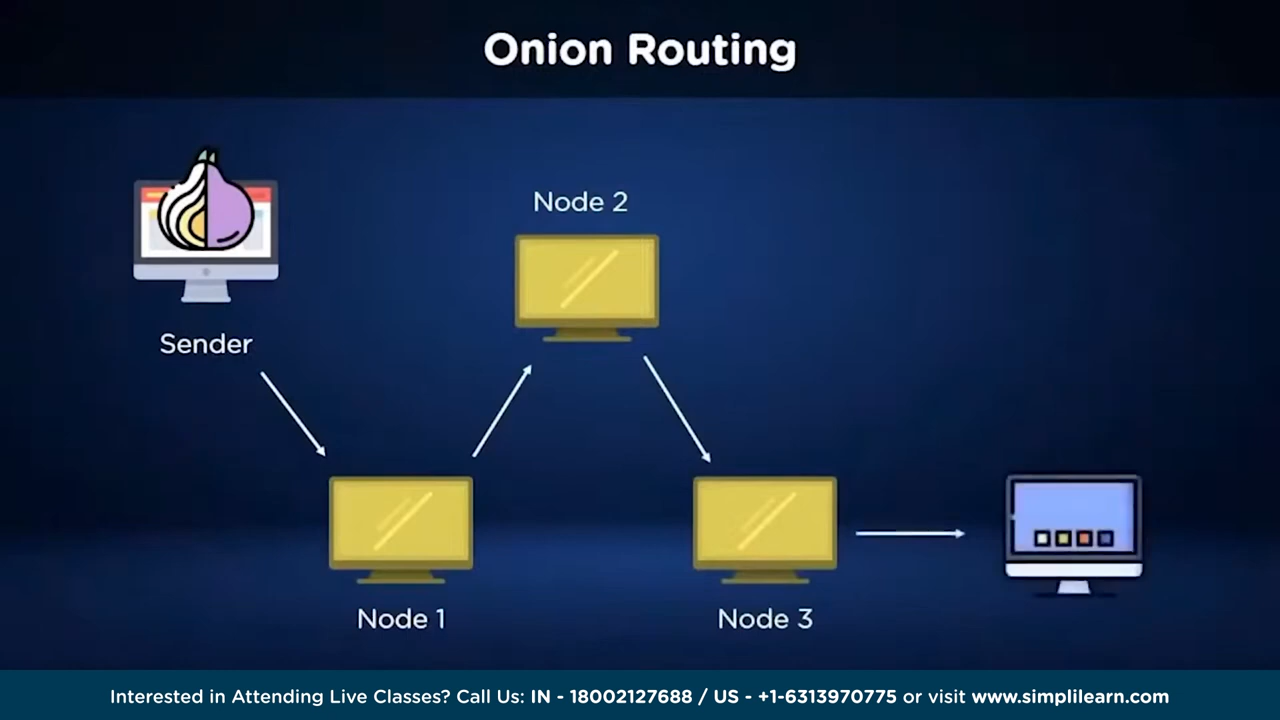 Onion Routing
Node 2
Sender
Node 1
Node 3
Interested in Attending Live Classes? Call Us: IN - 18002127688 / US - +1-6313970775 or visit www.simplilearn.com